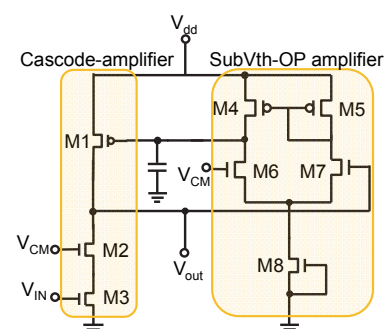 Vdd
Cascode-amplifier
SubVth-OP amplifier
M4
M5
M1
VCM
M6
M7
VCM
M2
Vout
M8
VIN
M3